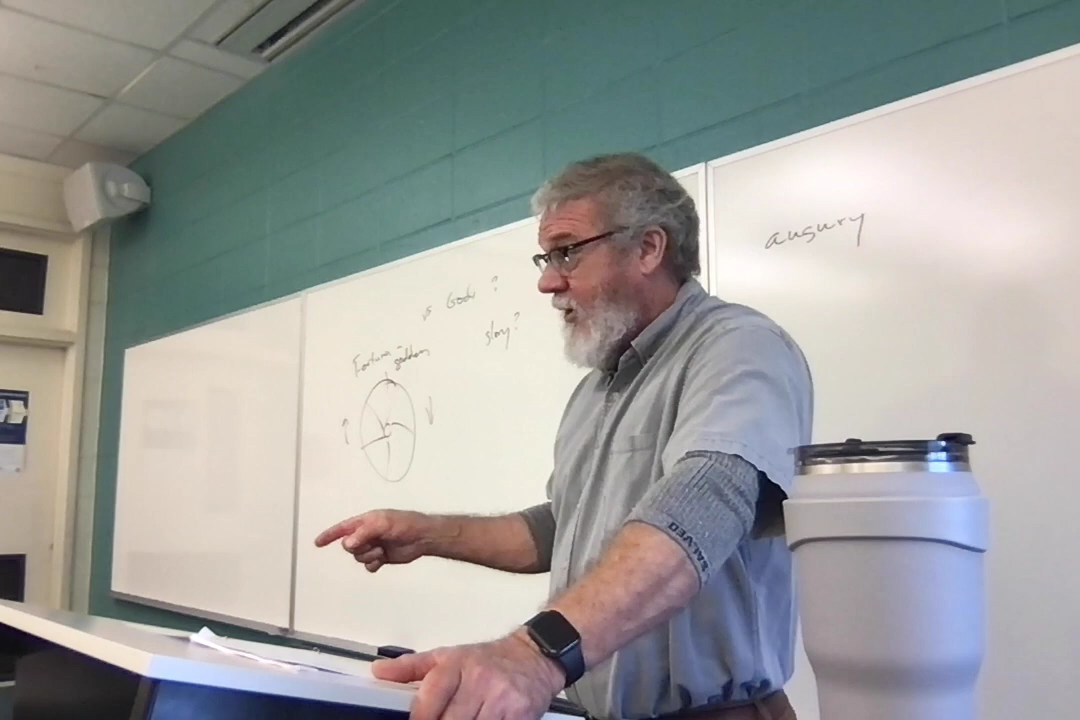 vs Gods ?
story?
Fortuna -
goddess
augury
SALVEO